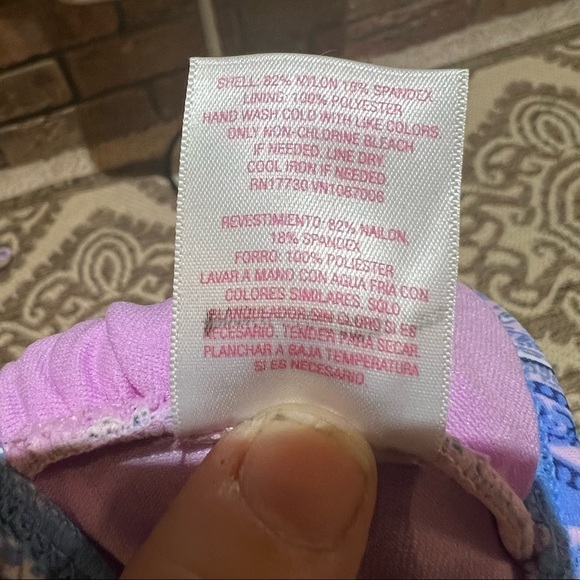 SHELL: 82% NYLON 18% SPANDEX
LINING: 100% POLYESTER
HAND WASH COLD WITH LIKE COLORS
ONLY NON-CHLORINE BLEACH
IF NEEDED. LINE DRY.
COOL IRON IF NEEDED
RN17730 VN1067006
REVESTIMIENTO: 82% NAILON,
18% SPANDEX
FORRO: 100% POLIÉSTER
LAVAR A MANO CON AGUA FRÍA CON
COLORES SIMILARES. SOLO
BLANQUEADOR SIN CLORO SI ES
NECESARIO. TENDER PARA SECAR.
PLANCHAR A BAJA TEMPERATURA
SI ES NECESARIO